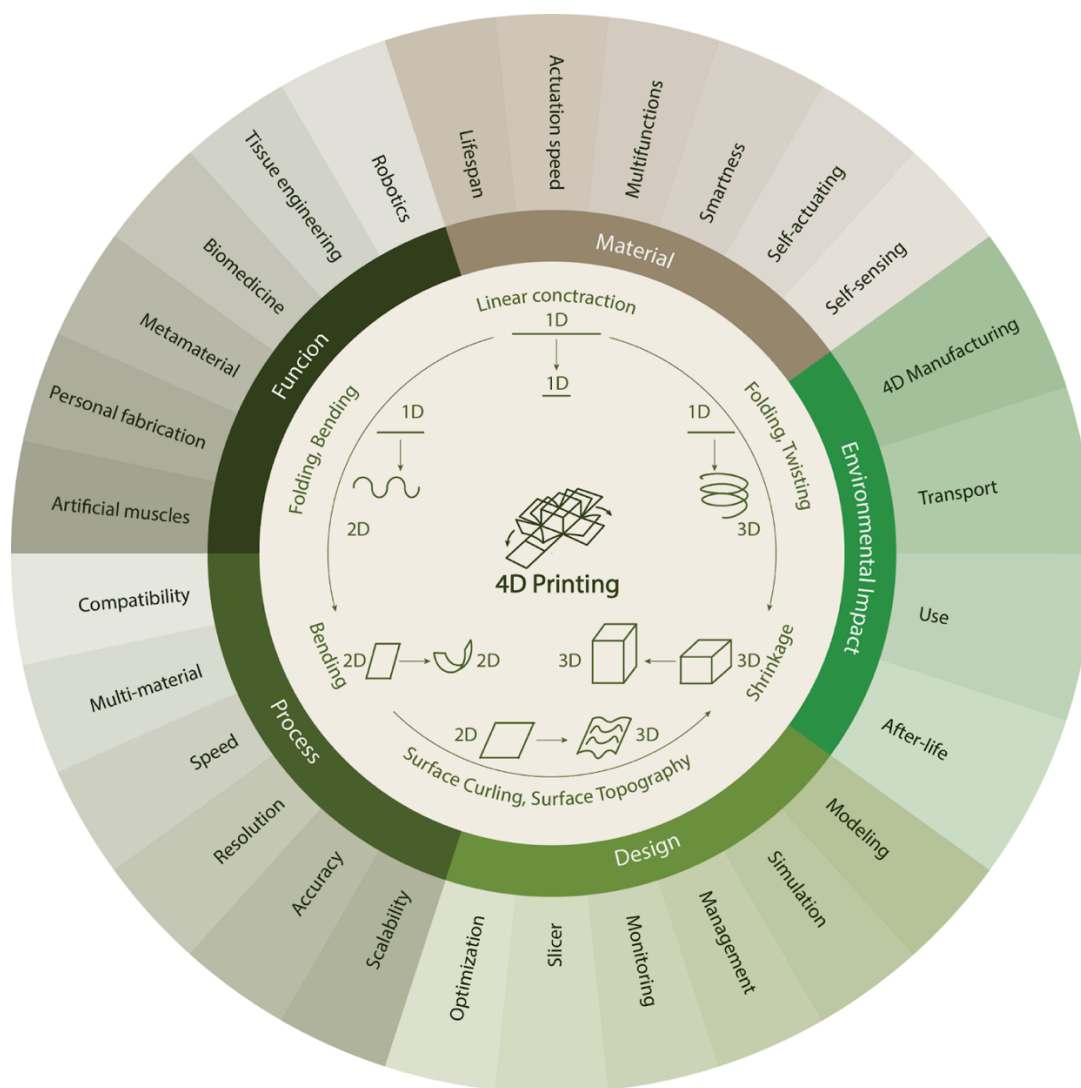 Lifespan
Actuation speed
Multifunctions
Smartness
Self-actuating
Self-sensing
Material
4D Manufacturing
Transport
Use
After-life
Environmental Impact
Modeling
Simulation
Management
Monitoring
Slicer
Optimization
Design
Scalability
Accuracy
Resolution
Speed
Multi-material
Compatibility
Process
Artificial muscles
Personal fabrication
Metamaterial
Biomedicine
Tissue engineering
Robotics
Funcion
Linear conctraction
1D
1D
Folding, Bending
1D
2D
Folding, Twisting
1D
3D
4D Printing
Bending
2D
2D
3D
3D
Shrinkage
2D
3D
Surface Curling, Surface Topography